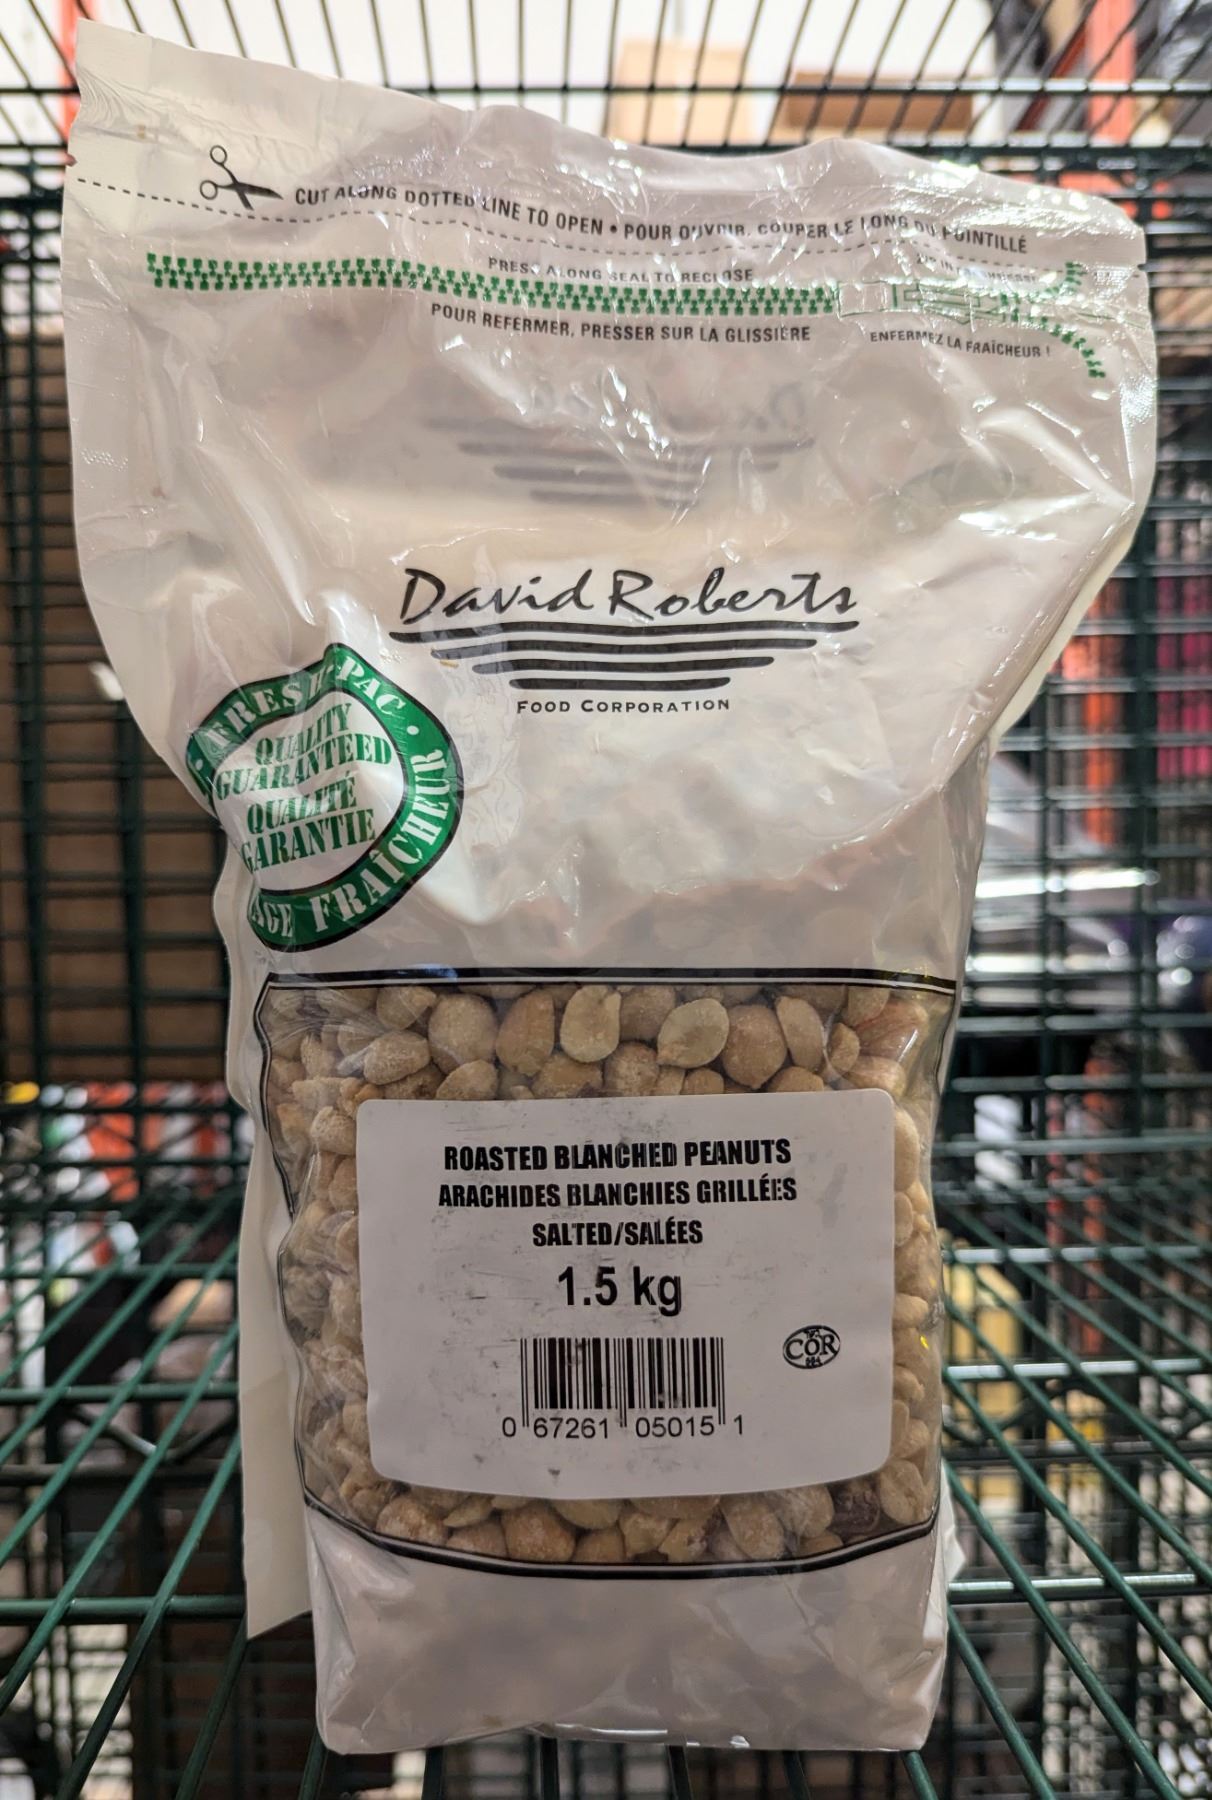 CUT ALONG DOTTED LINE TO OPEN • POUR OUVRIR, COUPER LE LONG DU POINTILLÉ
PRESS ALONG SEAL TO RECLOSE
POUR REFERMER, PRESSER SUR LA GLISSIÈRE
ENFERMEZ LA FRAÎCHEUR !
David Roberts
FOOD CORPORATION
FRESH PAC
QUALITY
GUARANTEED
QUALITÉ
GARANTIE
FRAÎCHEUR
ROASTED BLANCHED PEANUTS
ARACHIDES BLANCHIES GRILLÉES
SALTED/SALÉES
1.5 kg
COR
0 67261 05015 1